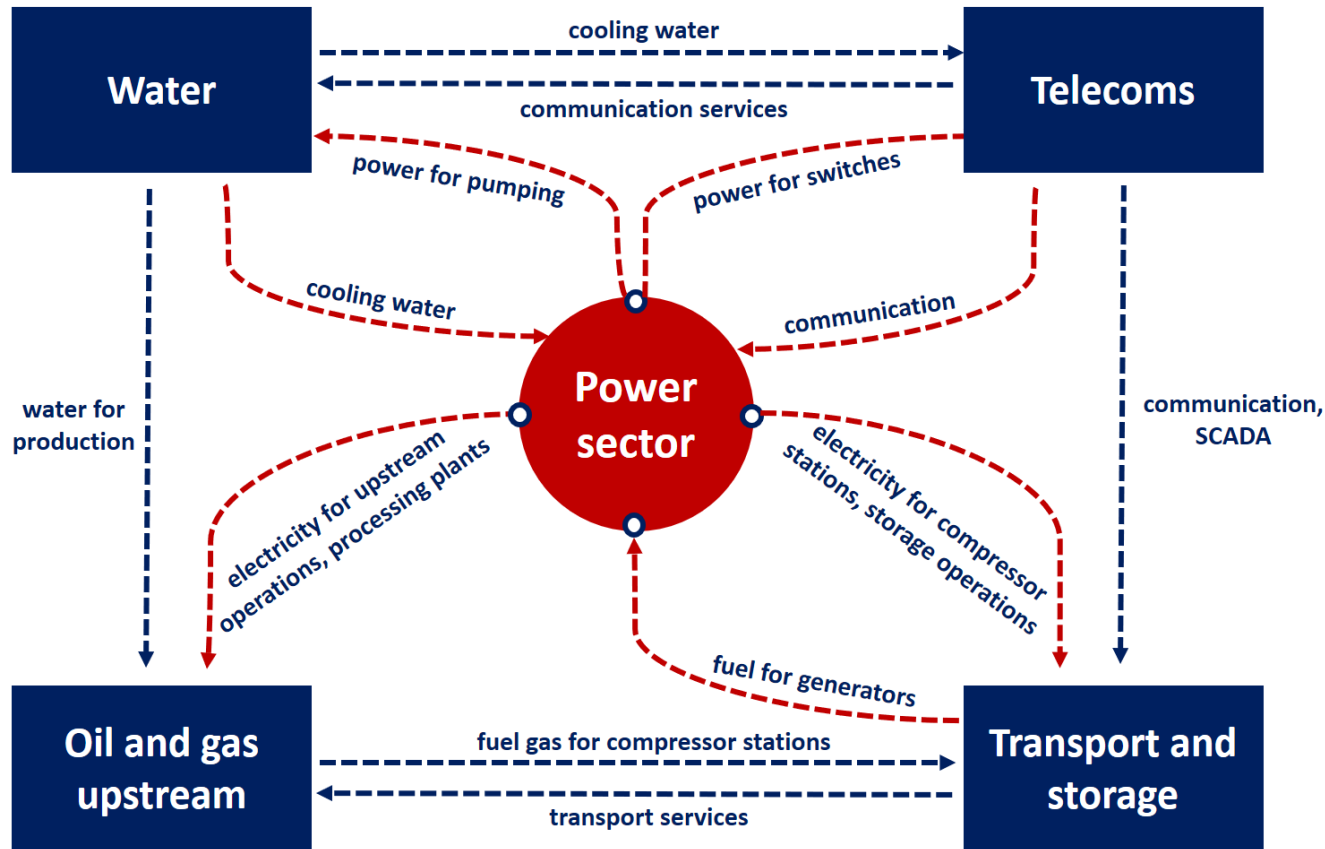 cooling water
Water
Telecoms
communication services
power for pumping
power for switches
cooling water
communication
Power
sector
water for
production
communication,
SCADA
electricity for upstream
operations, processing plants
electricity for compressor
stations, storage operations
fuel for generators
Oil and gas
upstream
fuel gas for compressor stations
transport services
Transport and
storage